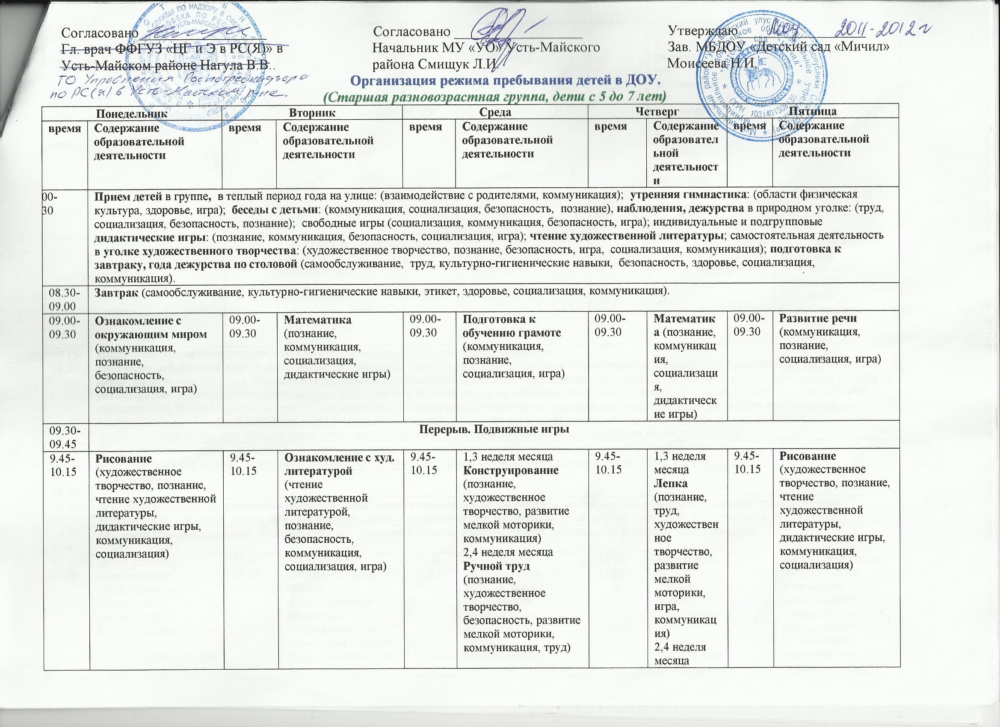 Согласовано
Гл. врач ФФГУЗ «ЦГ и Э в РС(Я)» в
Усть-Майском районе Нагула В.В..
ТО Управления Роспотребнадзора
по РС(Я) в Усть-Майском р-не.
Согласовано
Начальник МУ «УО» Усть-Майского
района Смищук Л.И.
Утверждаю 2011-2012 г
Зав. МБДОУ «Детский сад «Мичил»
Моисеева Н.И.
ОГРН 1031401308135
Организация режима пребывания детей в ДОУ.
(Старшая разновозрастная группа, дети с 5 до 7 лет)
Понедельник Вторник Среда Четверг Пятница
время
Содержание
образовательной
деятельности
время
Содержание
образовательной
деятельности
время
Содержание
образовательной
деятельности
время
Содержание
образовател
ьной
деятельност
и
время
Содержание
образовательной
деятельности
00-
30
Прием детей в группе, в теплый период года на улице: (взаимодействие с родителями, коммуникация); утренняя гимнастика: (области физическая
культура, здоровье, игра); беседы с детьми: (коммуникация, социализация, безопасность, познание), наблюдения, дежурства в природном уголке: (труд,
социализация, безопасность, познание); свободные игры (социализация, коммуникация, безопасность, игра); индивидуальные и подгрупповые
дидактические игры: (познание, коммуникация, безопасность, социализация, игра); чтение художественной литературы; самостоятельная деятельность
в уголке художественного творчества: (художественное творчество, познание, безопасность, игра, социализация, коммуникация); подготовка к
завтраку, года дежурства по столовой (самообслуживание, труд, культурно-гигиенические навыки, безопасность, здоровье, социализация,
коммуникация).
08.30-
09.00
Завтрак (самообслуживание, культурно-гигиенические навыки, этикет, здоровье, социализация, коммуникация).
09.00-
09.30
Ознакомление с
окружающим миром
(коммуникация,
познание,
безопасность,
социализация, игра)
09.00-
09.30
Математика
(познание,
коммуникация,
социализация,
дидактические игры)
09.00-
09.30
Подготовка к
обучению грамоте
(коммуникация,
познание,
социализация, игра)
09.00-
09.30
Математик
а (познание,
коммуникац
ия,
социализаци
я,
дидактическ
ие игры)
09.00-
09.30
Развитие речи
(коммуникация,
познание,
социализация, игра)
09.30-
09.45
Перерыв. Подвижные игры
9.45-
10.15
Рисование
(художественное
творчество, познание,
чтение художественной
литературы,
дидактические игры,
коммуникация,
социализация)
9.45-
10.15
Ознакомление с худ.
литературой
(чтение
художественной
литературой,
познание,
безопасность,
коммуникация,
социализация, игра)
9.45-
10.15
1,3 неделя месяца
Конструирование
(познание,
художественное
творчество, развитие
мелкой моторики,
коммуникация)
2,4 неделя месяца
Ручной труд
(познание,
художественное
творчество,
безопасность, развитие
мелкой моторики,
коммуникация, труд)
9.45-
10.15
1,3 неделя
месяца
Лепка
(познание,
труд,
художествен
ное
творчество,
развитие
мелкой
моторики,
игра,
коммуникац
ия)
2,4 неделя
месяца
9.45-
10.15
Рисование
(художественное
творчество, познание,
чтение
художественной
литературы,
дидактические игры,
коммуникация,
социализация)